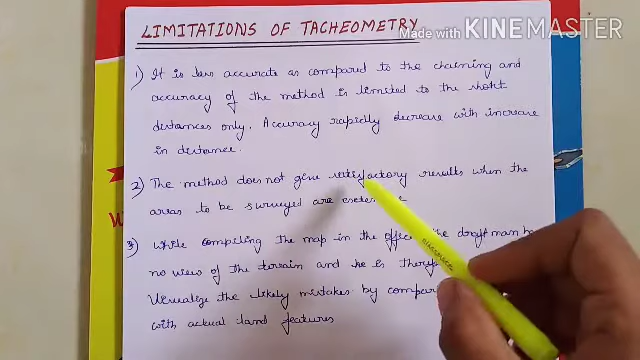 LIMITATIONS OF TACHEOMETRY
Made with KINEMASTER
1) It is less accurate as compared to the chaining and
accuracy of the method is limited to the short
distances only. Accuracy rapidly decrease with increase
in distance.
2) The method does not give satisfactory results when the
areas to be surveyed are
3) While compiling the map in the office the draft man
no view of the terrain and he is
Visualize the likely mistakes by
with actual land features